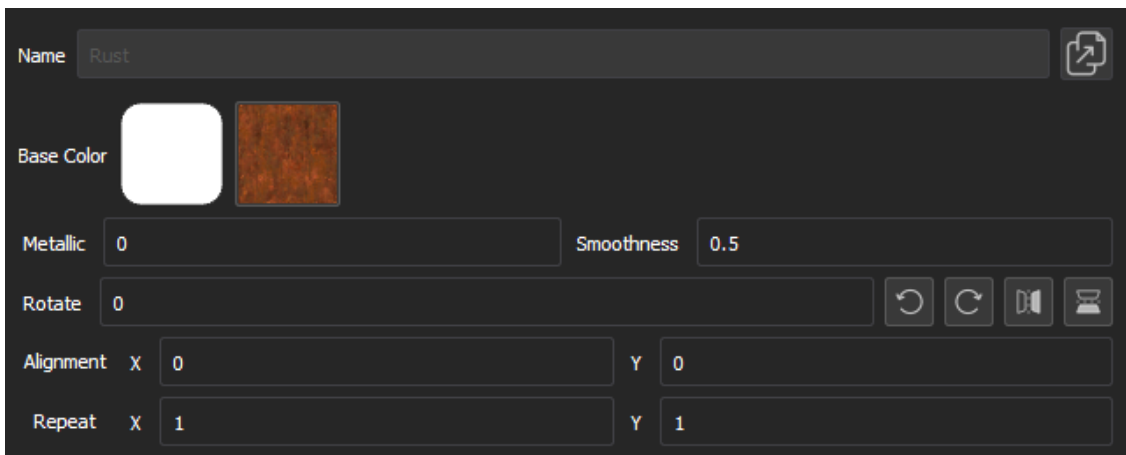 Name Rust
Base Color
Metallic 0 Smoothness 0.5
Rotate 0
Alignment X 0 Y 0
Repeat X 1 Y 1